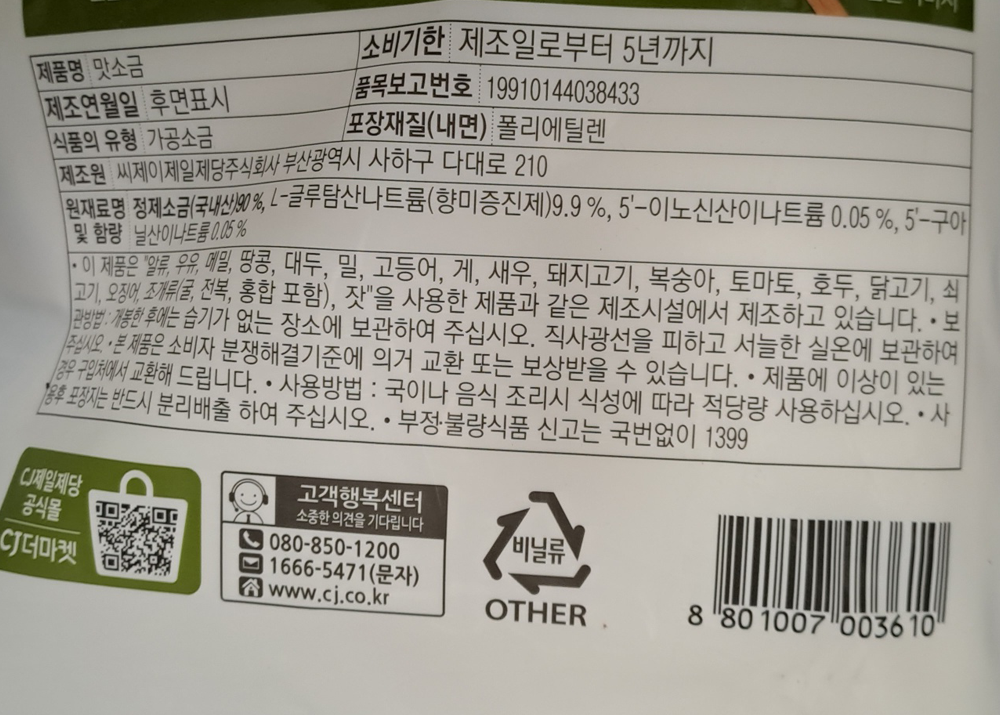 제품명 맛소금
소비기한 제조일로부터 5년까지
제조연월일 후면표시
품목보고번호 19910144038433
식품의 유형 가공소금
포장재질(내면) 폴리에틸렌
제조원 씨제이제일제당주식회사 부산광역시 사하구 다대로 210
원재료명 정제소금(국내산)90%, L-글루탐산나트륨(향미증진제)9.9%, 5'-이노신산이나트륨 0.05%, 5'-구아
및 함량 닐산이나트륨 0.05%
• 이 제품은 "알류, 우유, 메밀, 땅콩, 대두, 밀, 고등어, 게, 새우, 돼지고기, 복숭아, 토마토, 호두, 닭고기, 쇠
고기, 오징어, 조개류(굴, 전복, 홍합 포함), 잣"을 사용한 제품과 같은 제조시설에서 제조하고 있습니다. • 보
관방법 : 개봉한 후에는 습기가 없는 장소에 보관하여 주십시오. 직사광선을 피하고 서늘한 실온에 보관하여
주십시오. • 본 제품은 소비자 분쟁해결기준에 의거 교환 또는 보상받을 수 있습니다. • 제품에 이상이 있는
경우 구입처에서 교환해 드립니다. • 사용방법 : 국이나 음식 조리시 식성에 따라 적당량 사용하십시오. • 사
용후 포장지는 반드시 분리배출 하여 주십시오. • 부정·불량식품 신고는 국번없이 1399
CJ제일제당
공식몰
CJ더마켓
고객행복센터
소중한 의견을 기다립니다
080-850-1200
1666-5471(문자)
www.cj.co.kr
비닐류
OTHER
8 801007 003610